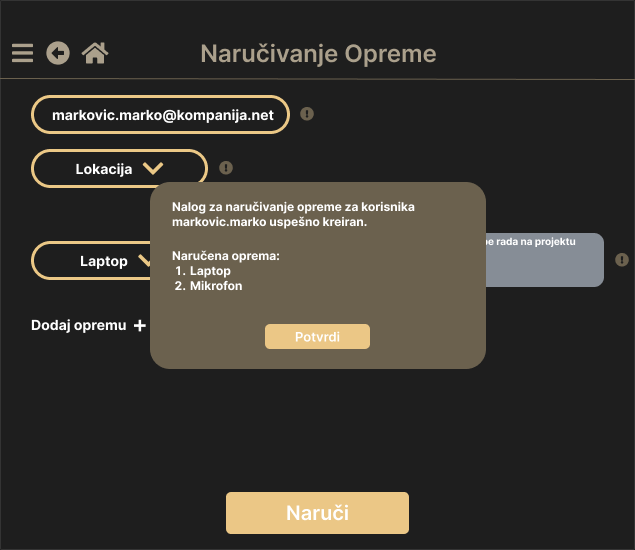 Naručivanje Opreme
markovic.marko@kompanija.net
Lokacija
Nalog za naručivanje opreme za korisnika
markovic.marko uspešno kreiran.
Naručena oprema:
1. Laptop
2. Mikrofon
Potvrdi
Laptop
rada na projektu
Dodaj opremu +
Naruči